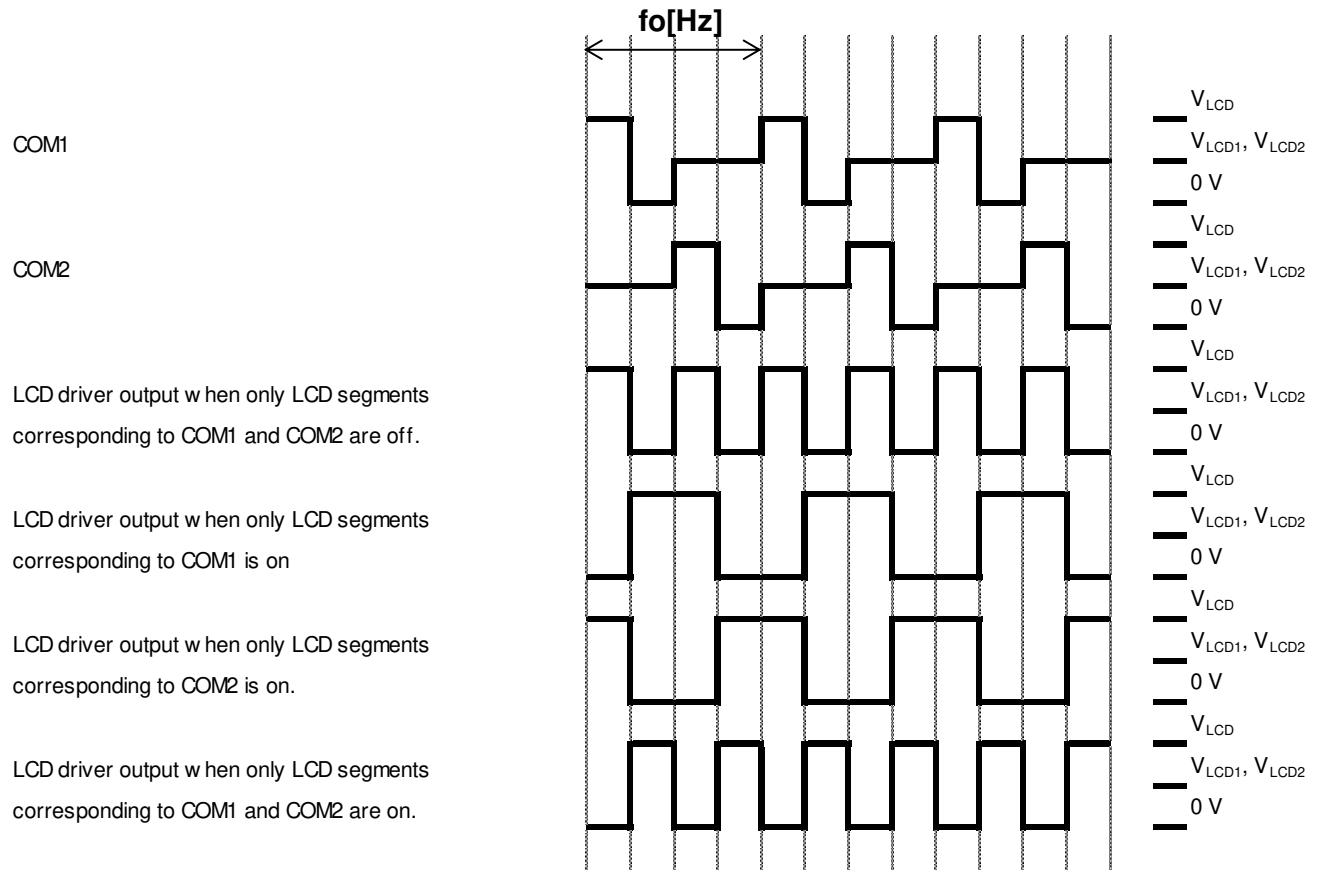 fo[Hz]
VLCD
COM1
VLCD1, VLCD2
0 V
VLCD
COM2
VLCD1, VLCD2
0 V
VLCD
LCD driver output w hen only LCD segments
VLCD1, VLCD2
corresponding to COM1 and COM2 are off.
0 V
VLCD
LCD driver output w hen only LCD segments
VLCD1, VLCD2
corresponding to COM1 is on
0 V
VLCD
LCD driver output w hen only LCD segments
VLCD1, VLCD2
corresponding to COM2 is on.
0 V
VLCD
LCD driver output w hen only LCD segments
VLCD1, VLCD2
corresponding to COM1 and COM2 are on.
0 V